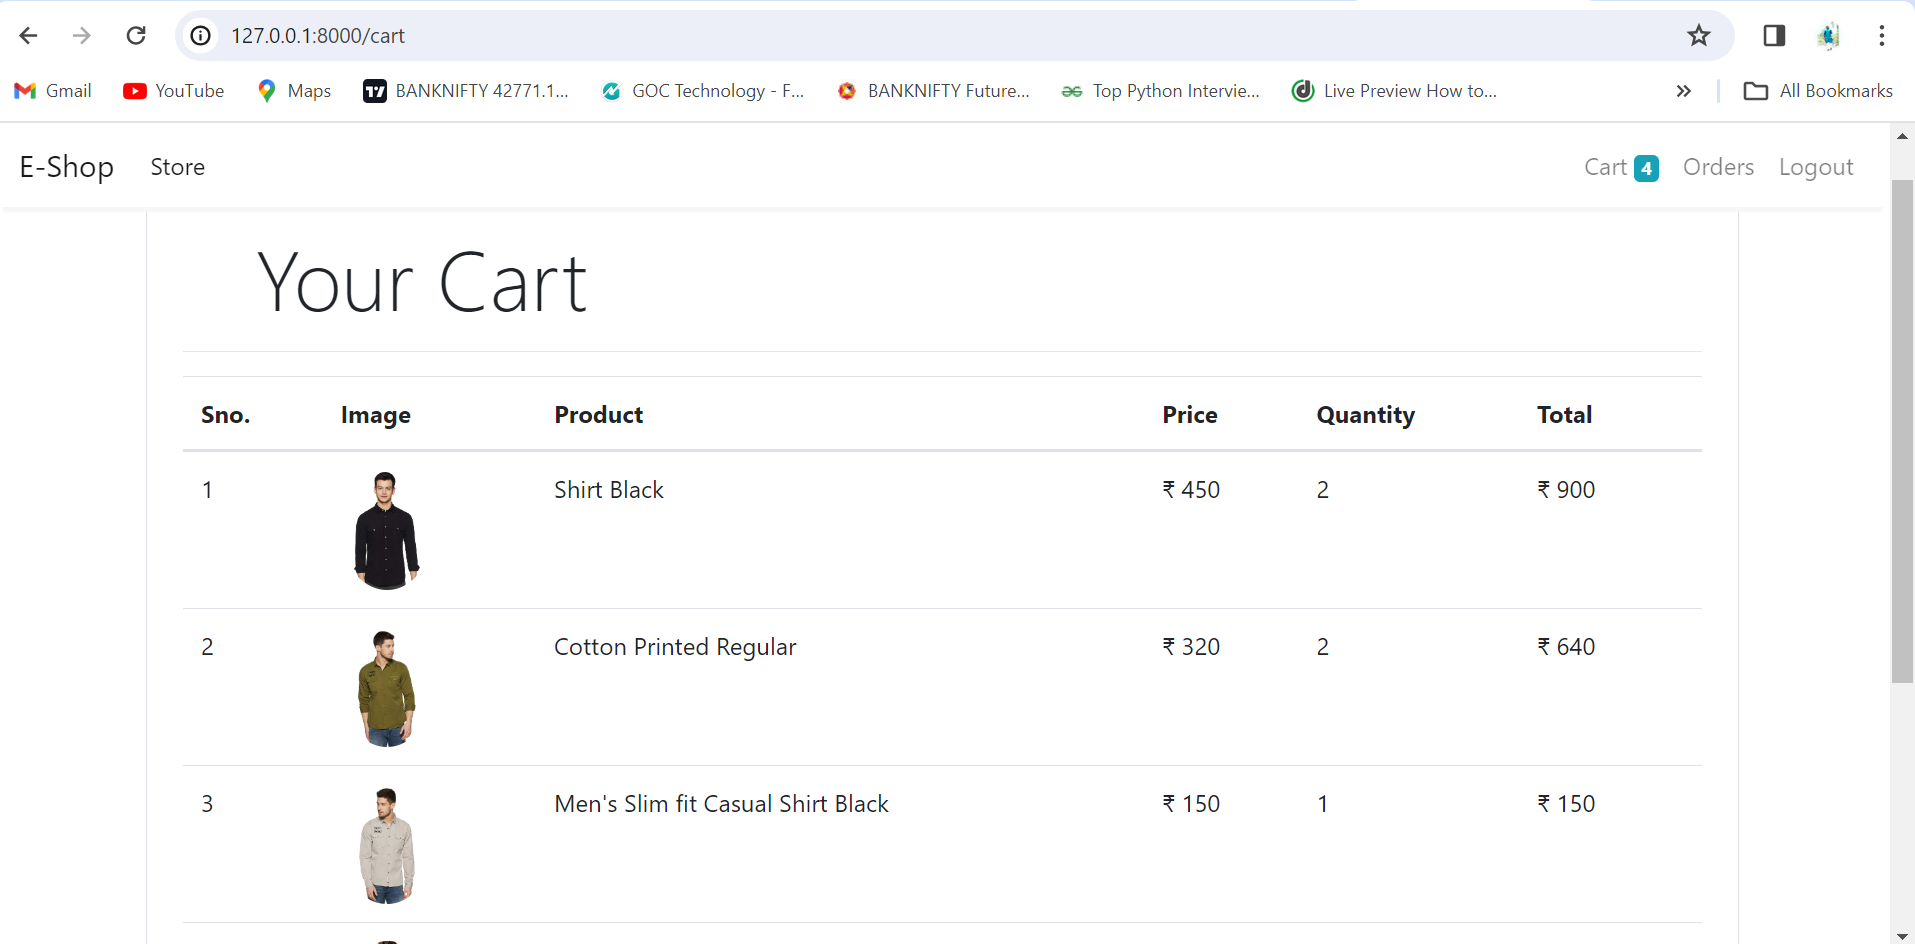 127.0.0.1:8000/cart
Gmail YouTube Maps BANKNIFTY 42771.1... GOC Technology - F... BANKNIFTY Future... Top Python Intervie... Live Preview How to... » All Bookmarks
E-Shop Store Cart 4 Orders Logout
Your Cart
Sno. Image Product Price Quantity Total
1 Shirt Black ₹ 450 2 ₹ 900
2 Cotton Printed Regular ₹ 320 2 ₹ 640
3 Men's Slim fit Casual Shirt Black ₹ 150 1 ₹ 150